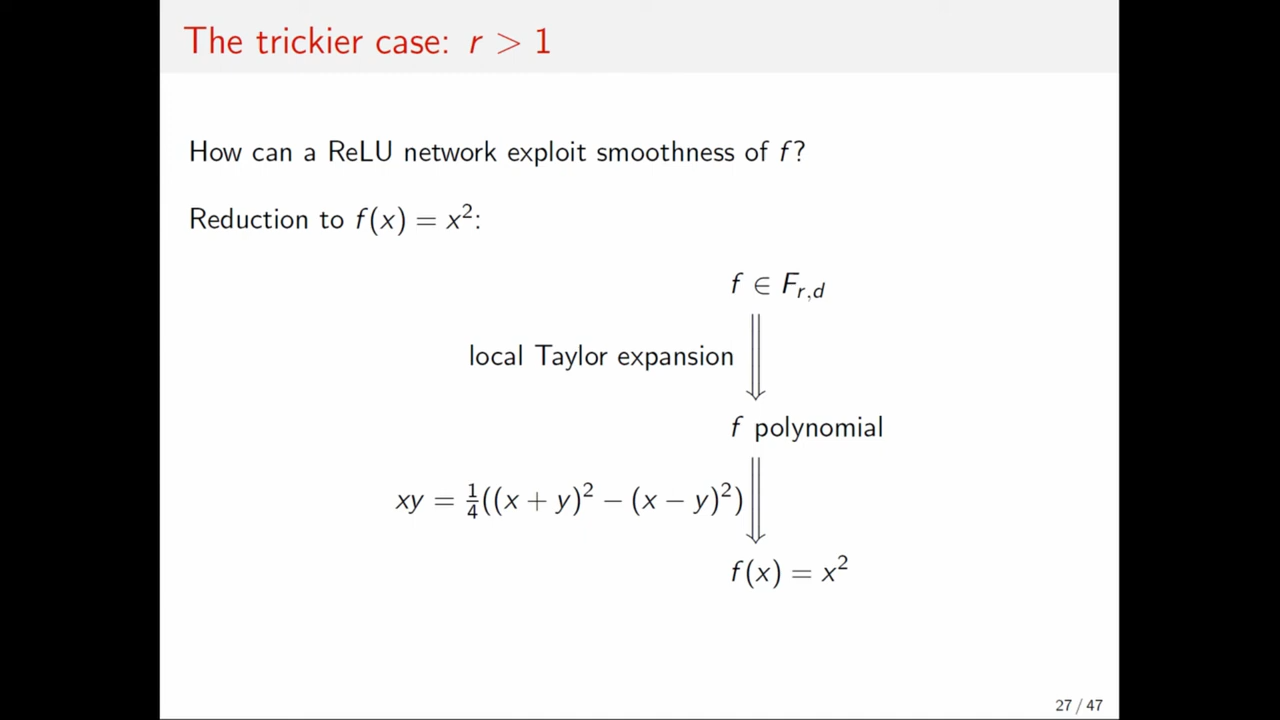 The trickier case: r > 1
How can a ReLU network exploit smoothness of f?
Reduction to f(x) = x²:
f ∈ F_{r,d}
local Taylor expansion
f polynomial
xy = ¼((x + y)² − (x − y)²)
f(x) = x²
27 / 47